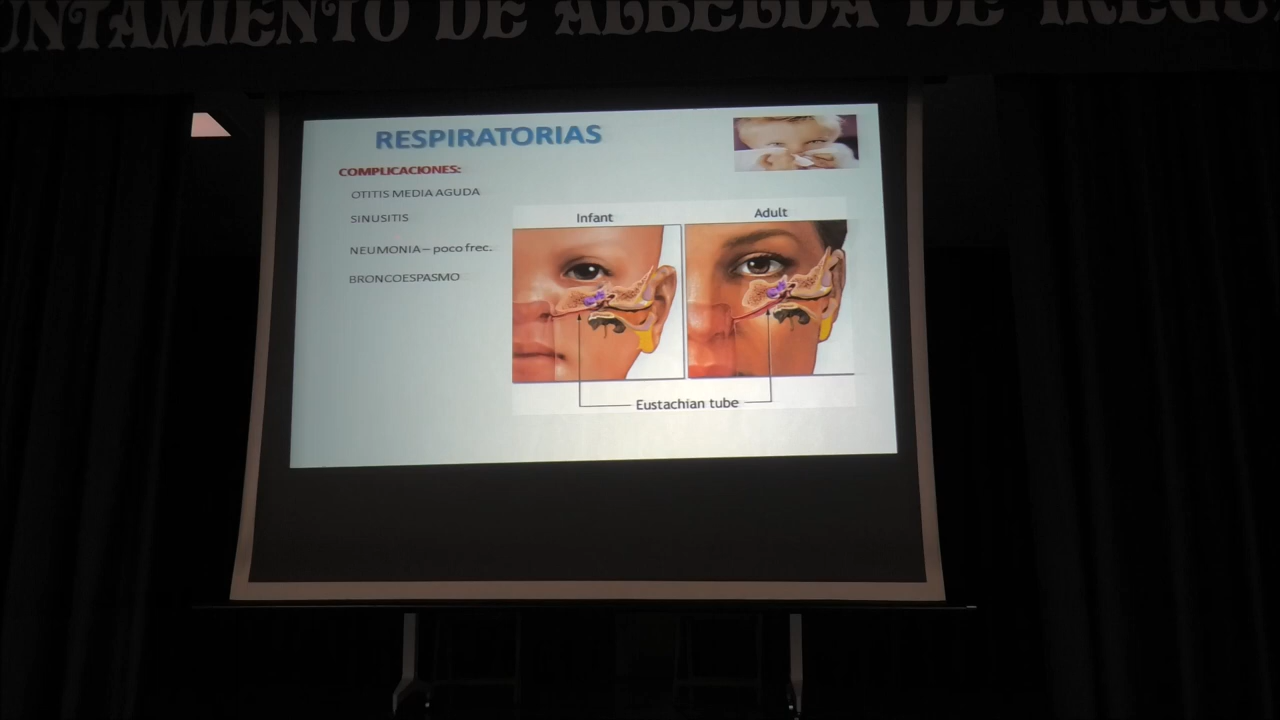 UNTAMIENTO DE ALBELDA DE IREGU
RESPIRATORIAS
COMPLICACIONES:
OTITIS MEDIA AGUDA
SINUSITIS
NEUMONIA – poco frec.
BRONCOESPASMO
Infant
Adult
Eustachian tube